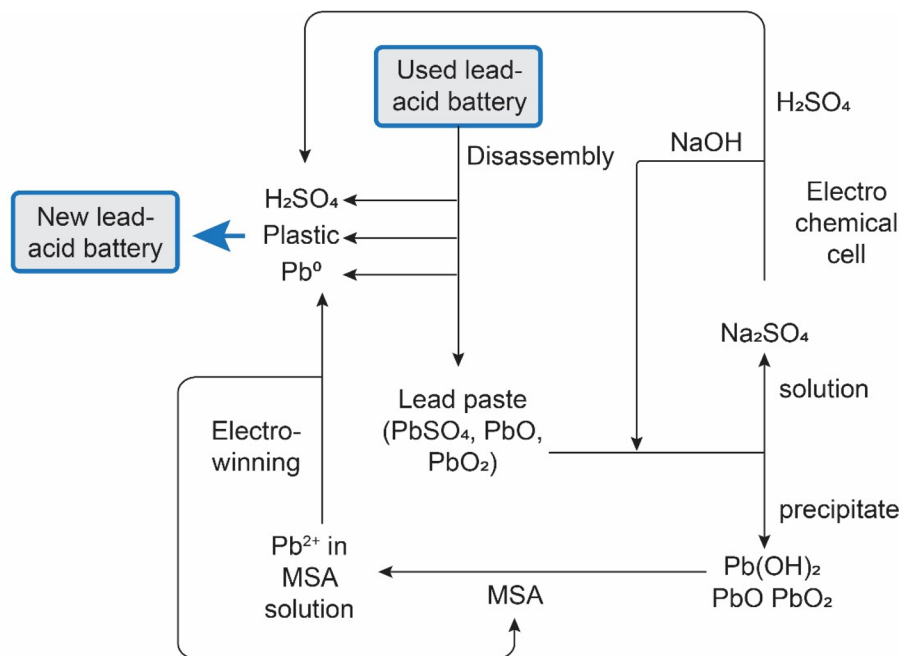 Used lead-
acid battery
H₂SO₄
NaOH
Disassembly
Electro
chemical
cell
H₂SO₄
Plastic
Pb⁰
New lead-
acid battery
Na₂SO₄
solution
Lead paste
(PbSO₄, PbO,
PbO₂)
Electro-
winning
precipitate
Pb²⁺ in
MSA
solution
MSA
Pb(OH)₂
PbO PbO₂